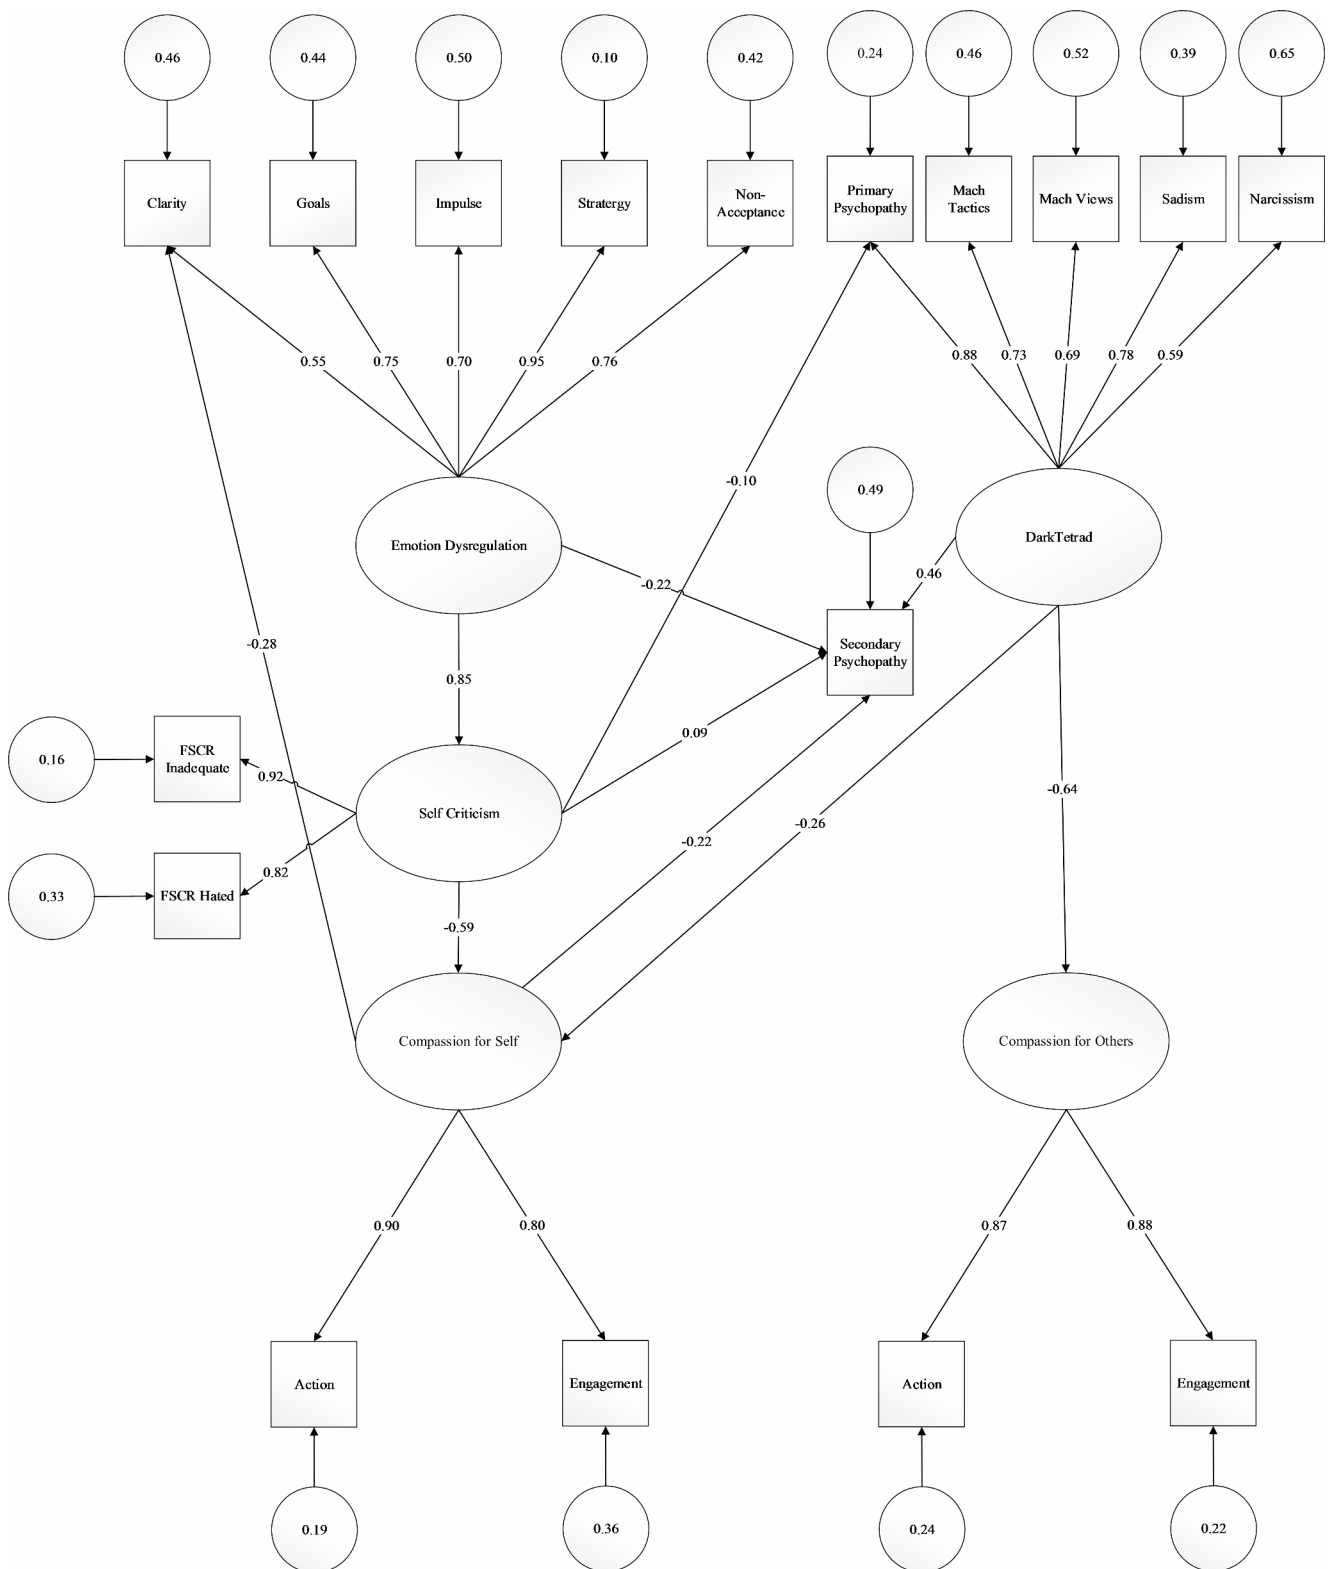 0.46
0.44
0.50
0.10
0.42
0.24
0.46
0.52
0.39
0.65
Clarity
Goals
Impulse
Stratergy
Non-
Acceptance
Primary
Psychopathy
Mach
Tactics
Mach Views
Sadism
Narcissism
0.55
0.75
0.70
0.95
0.76
0.88
0.73
0.69
0.78
0.59
-0.10
0.49
Emotion Dysregulation
DarkTetrad
-0.22
0.46
-0.28
Secondary
Psychopathy
0.85
0.09
0.16
FSCR
Inadequate
0.92
Self Criticism
-0.64
-0.26
-0.22
0.82
0.33
FSCR Hated
-0.59
Compassion for Self
Compassion for Others
0.90
0.80
0.87
0.88
Action
Engagement
Action
Engagement
0.19
0.36
0.24
0.22